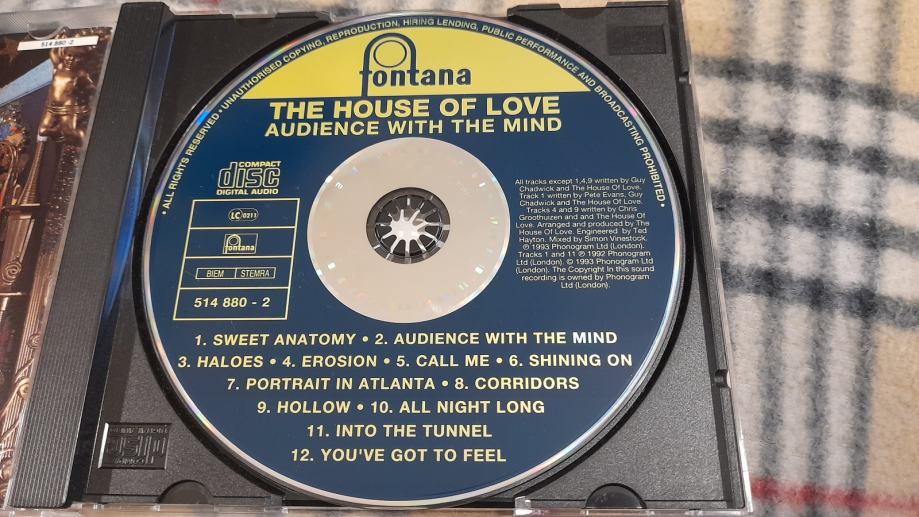 514 880 -2
• ALL RIGHTS RESERVED • UNAUTHORISED COPYING, REPRODUCTION, HIRING LENDING, PUBLIC PERFORMANCE AND BROADCASTING PROHIBITED •
fontana
THE HOUSE OF LOVE
AUDIENCE WITH THE MIND
COMPACT
disc
DIGITAL AUDIO
LC 0211
fontana
BIEM STEMRA
514 880 - 2
All tracks except 1,4,9 written by Guy
Chadwick and The House Of Love.
Track 1 written by Pete Evans, Guy
Chadwick and The House Of Love.
Tracks 4 and 9 written by Chris
Groothuizen and and The House Of
Love. Arranged and produced by The
House Of Love. Engineered by Ted
Hayton. Mixed by Simon Vinestock.
℗ 1993 Phonogram Ltd (London).
Tracks 1 and 11 ℗ 1992 Phonogram
Ltd (London). © 1993 Phonogram Ltd
(London). The Copyright In this sound
recording is owned by Phonogram
Ltd (London).
1. SWEET ANATOMY • 2. AUDIENCE WITH THE MIND
3. HALOES • 4. EROSION • 5. CALL ME • 6. SHINING ON
7. PORTRAIT IN ATLANTA • 8. CORRIDORS
9. HOLLOW • 10. ALL NIGHT LONG
11. INTO THE TUNNEL
12. YOU'VE GOT TO FEEL